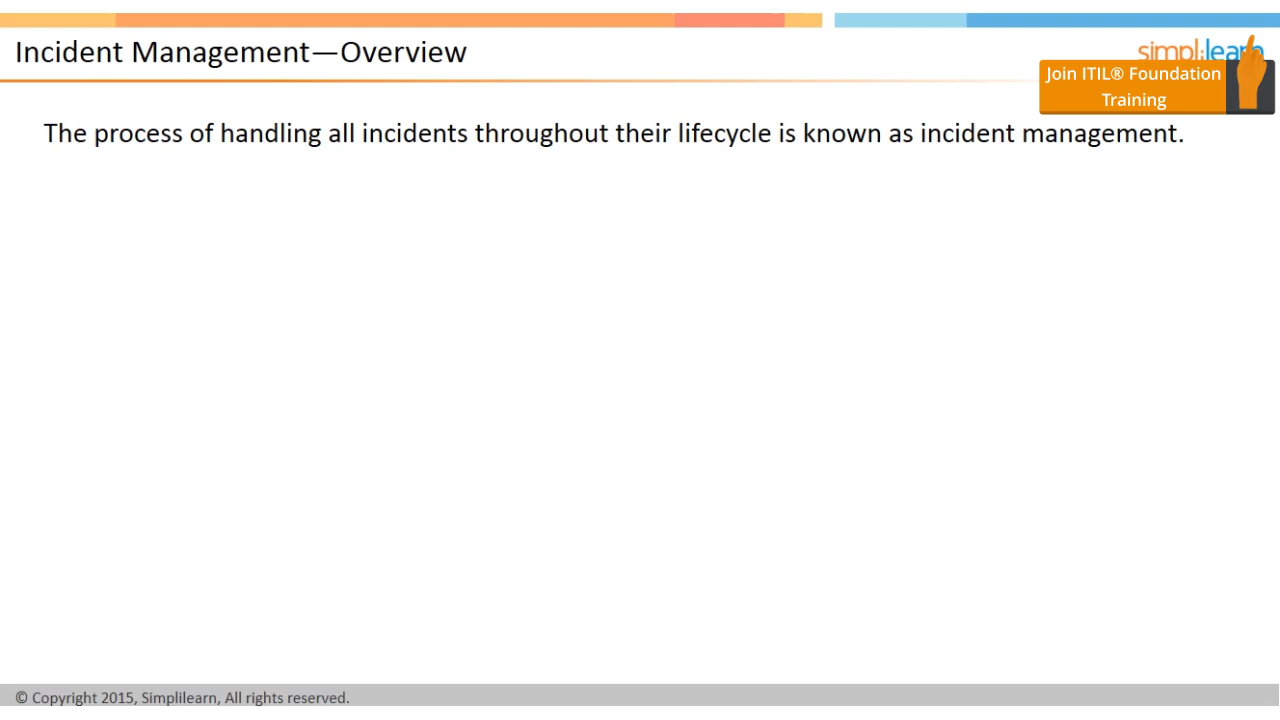 Incident Management—Overview
simplilearn
Join ITIL® Foundation
Training
The process of handling all incidents throughout their lifecycle is known as incident management.
© Copyright 2015, Simplilearn, All rights reserved.